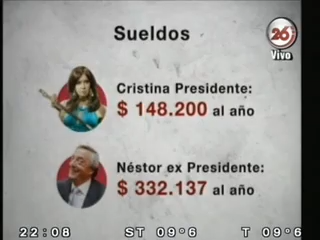 Sueldos
26
Vivo
Cristina Presidente:
$ 148.200 al año
Néstor ex Presidente:
$ 332.137 al año
22:08 ST 09°6 T 09°6